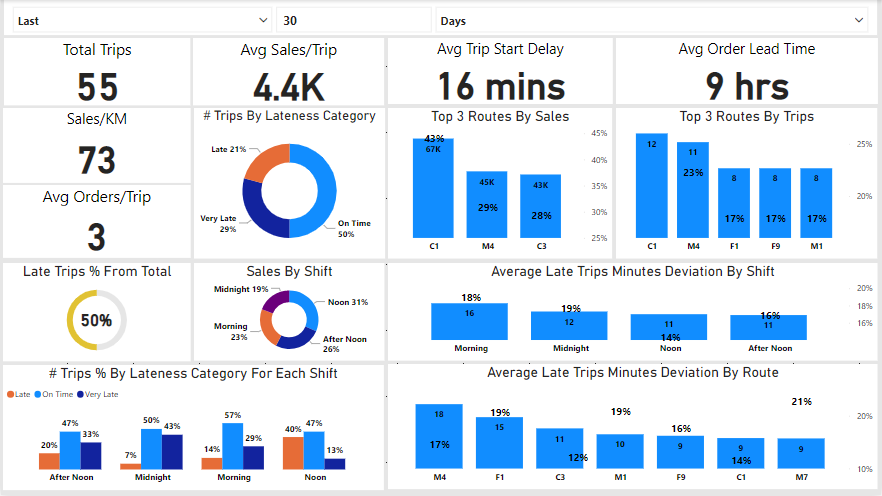 Last
30
Days
Total Trips
55
Avg Sales/Trip
4.4K
Avg Trip Start Delay
16 mins
Avg Order Lead Time
9 hrs
Sales/KM
73
Avg Orders/Trip
3
# Trips By Lateness Category
Late 21%
Very Late
29%
On Time
50%
Top 3 Routes By Sales
43%
67K
45K
29%
43K
28%
45%
40%
35%
30%
25%
C1
M4
C3
Top 3 Routes By Trips
12
11
23%
8
17%
8
17%
8
17%
25%
20%
C1
M4
F1
F9
M1
Late Trips % From Total
50%
Sales By Shift
Midnight 19%
Noon 31%
Morning
23%
After Noon
26%
Average Late Trips Minutes Deviation By Shift
18%
16
19%
12
11
14%
16%
11
20%
18%
16%
Morning
Midnight
Noon
After Noon
# Trips % By Lateness Category For Each Shift
Late On Time Very Late
20%
47%
33%
7%
50%
43%
14%
57%
29%
40%
47%
13%
After Noon
Midnight
Morning
Noon
Average Late Trips Minutes Deviation By Route
18
17%
19%
15
11
12%
19%
10
16%
9
9
14%
21%
9
20%
10%
M4
F1
C3
M1
F9
C1
M7